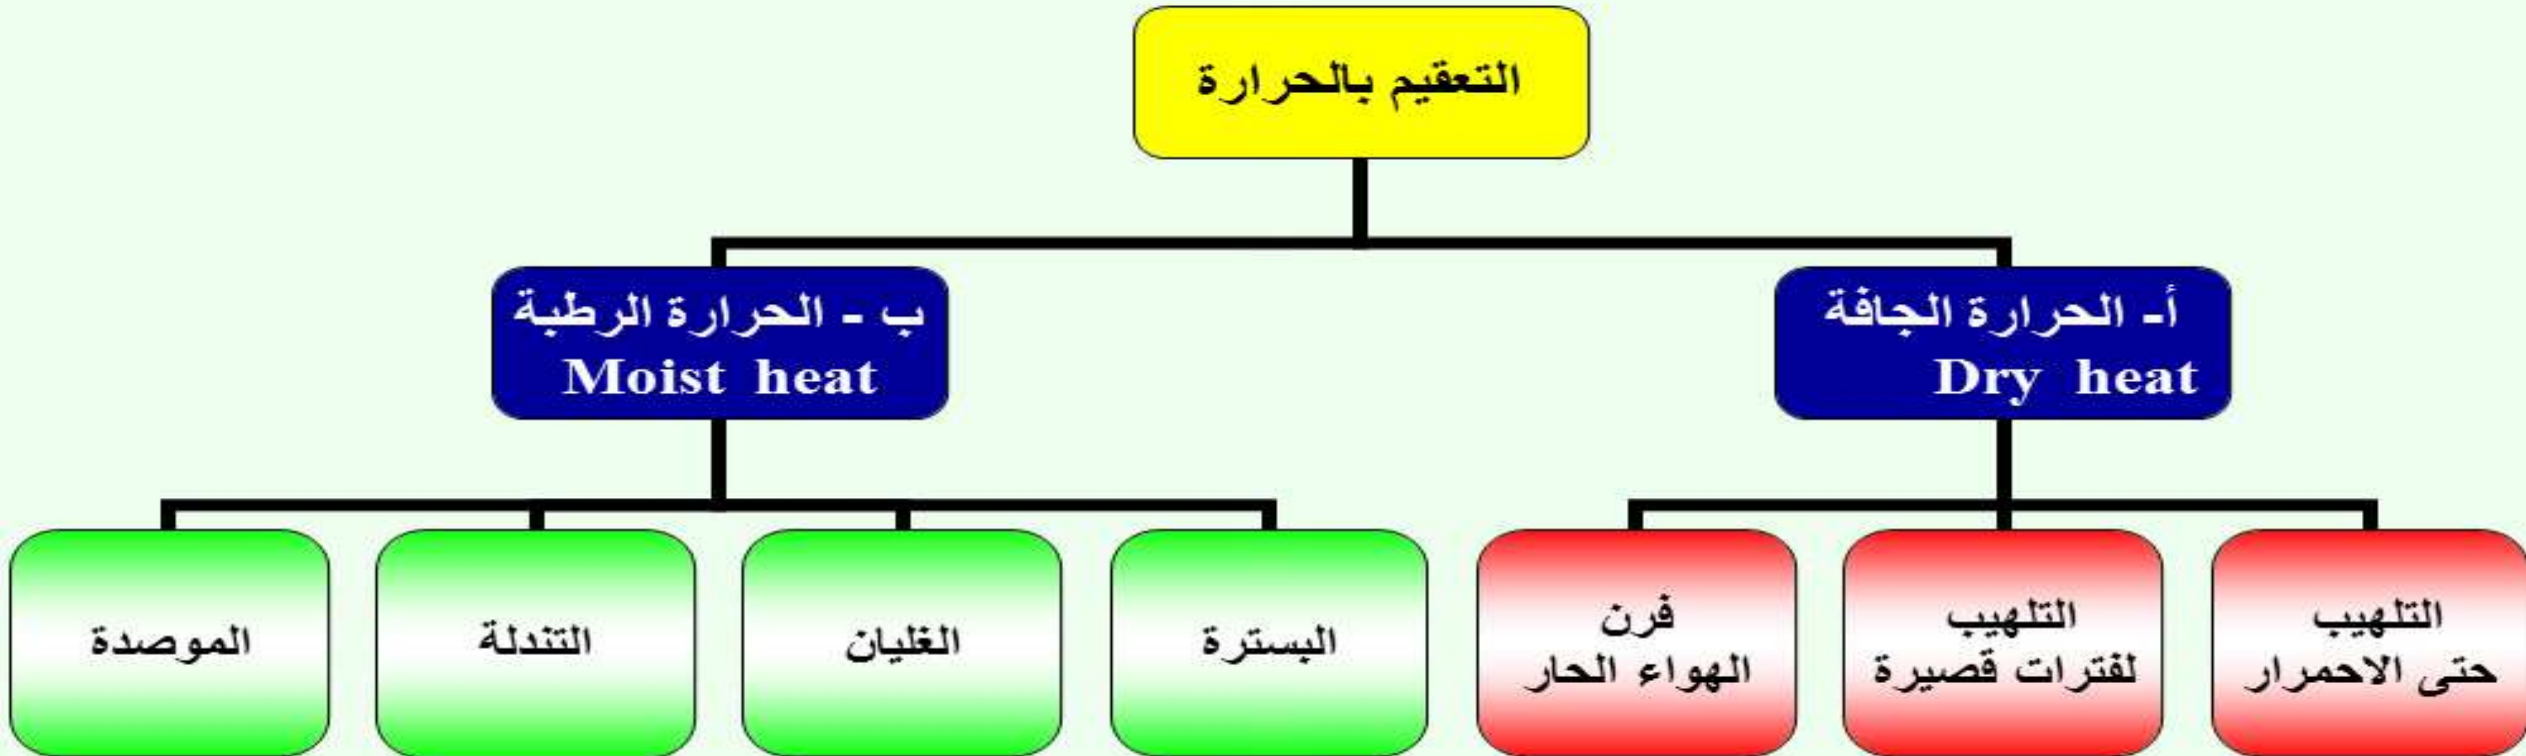 التعقيم بالحرارة
أ- الحرارة الجافة
Dry heat
ب - الحرارة الرطبة
Moist heat
التلهيب
حتى الاحمرار
التلهيب
لفترات قصيرة
فرن
الهواء الحار
البسترة
الغليان
التندلة
الموصدة